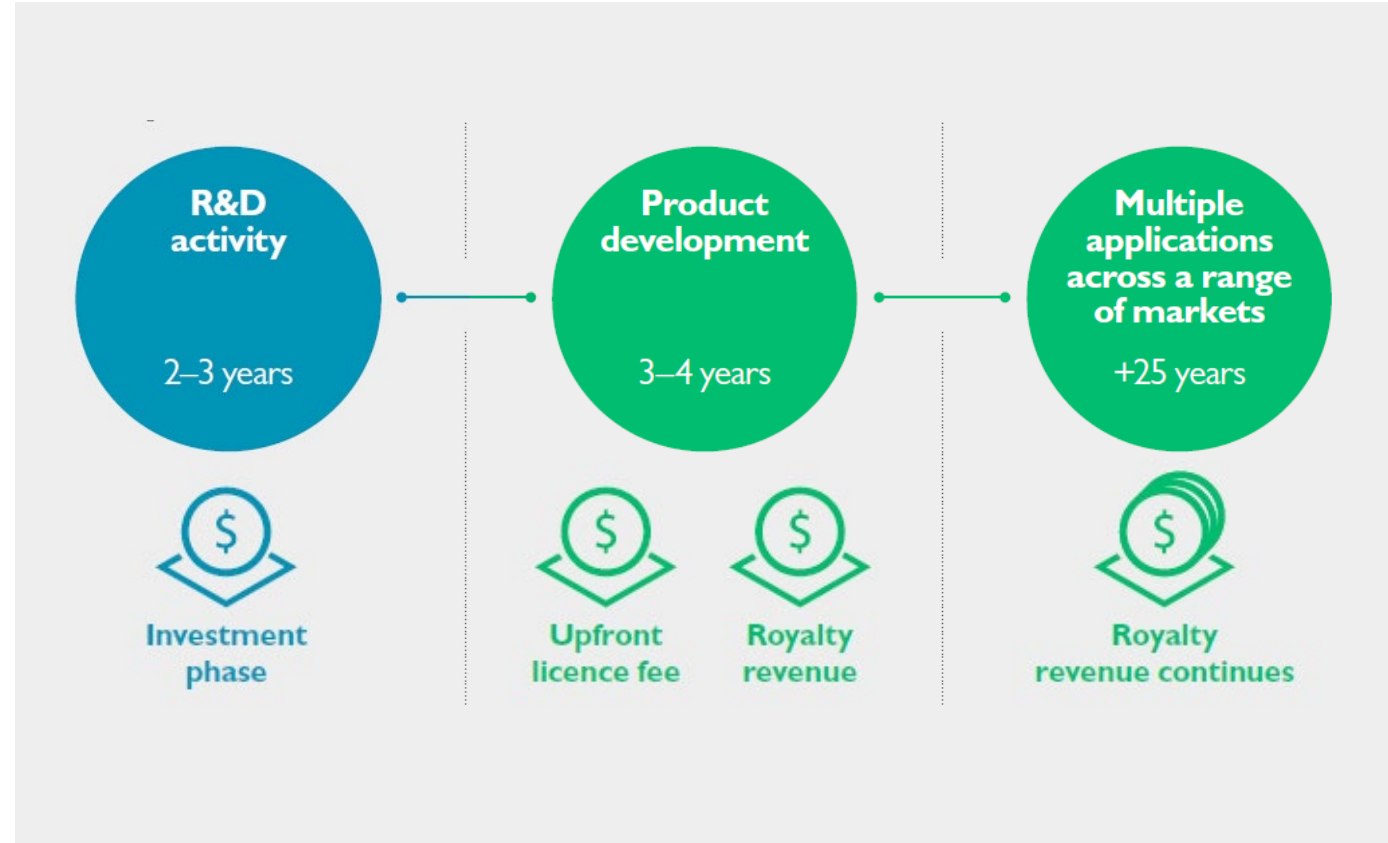 R&D
activity
2–3 years
Product
development
3–4 years
Multiple
applications
across a range
of markets
+25 years
$
Investment
phase
$
Upfront
licence fee
$
Royalty
revenue
$
Royalty
revenue continues